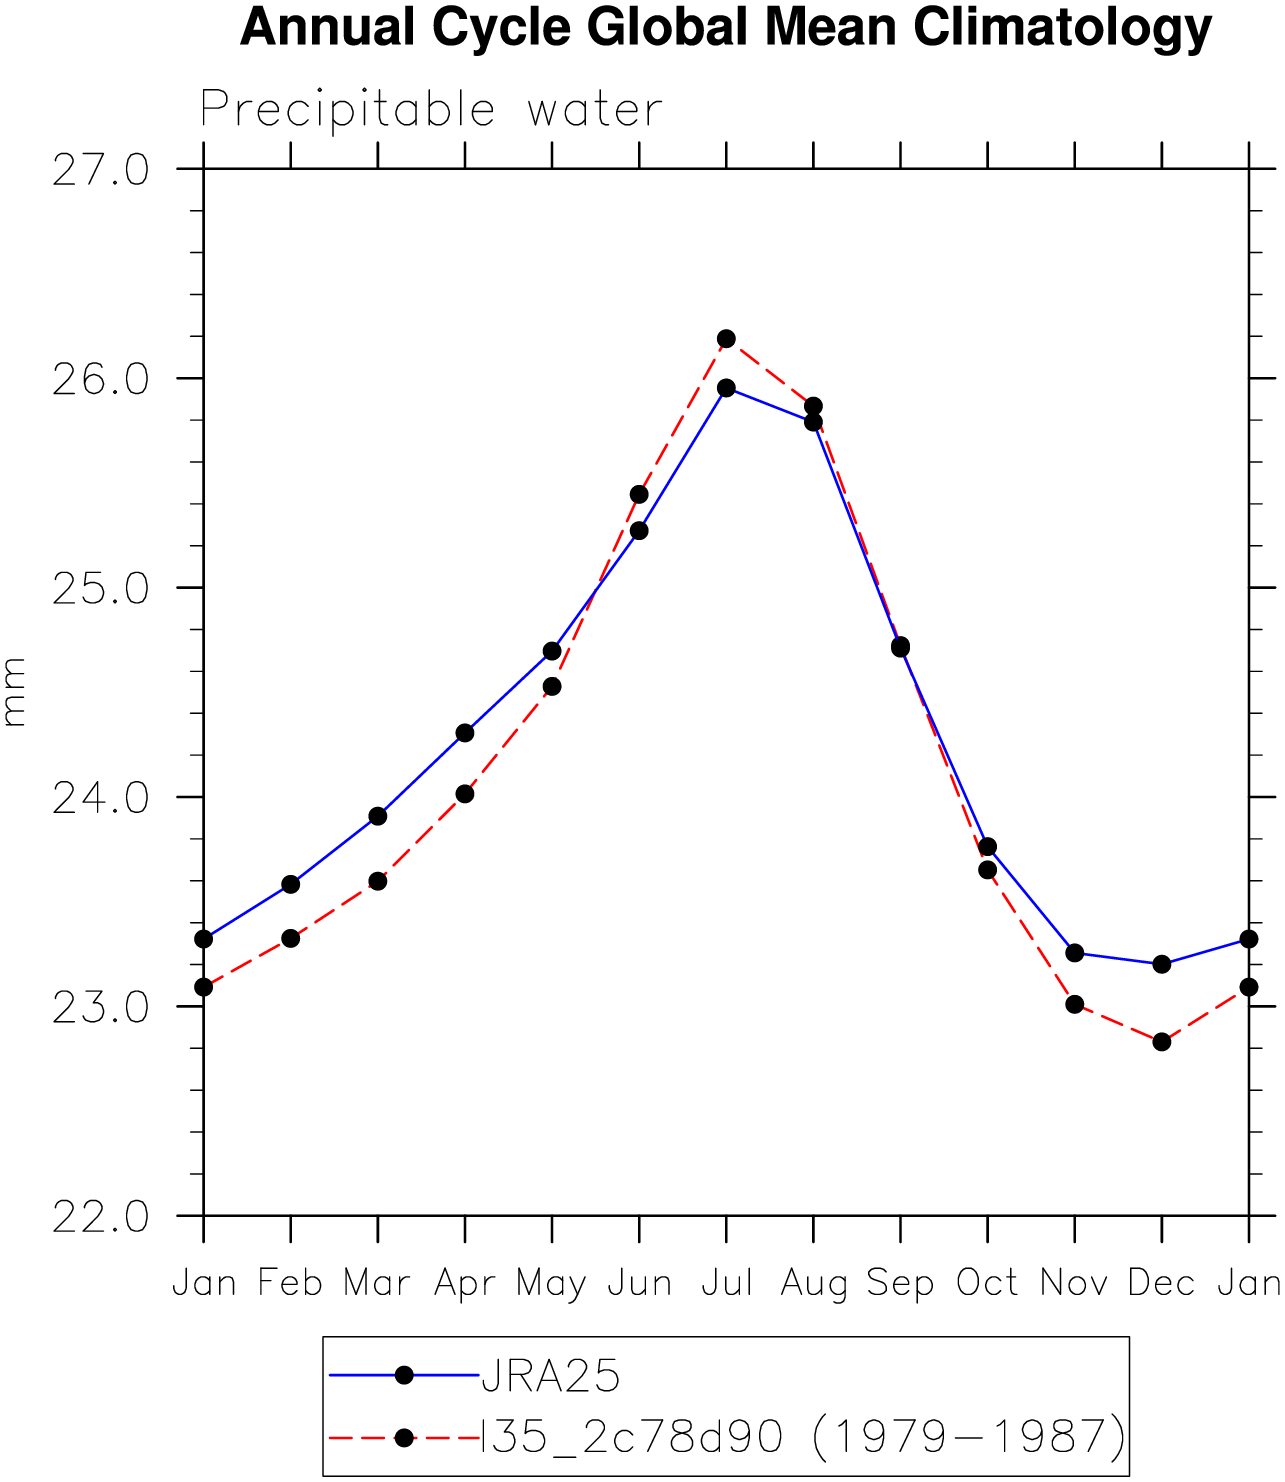 Annual Cycle Global Mean Climatology
Precipitable water
27.0
26.0
25.0
24.0
23.0
22.0
mm
Jan Feb Mar Apr May Jun Jul Aug Sep Oct Nov Dec Jan
JRA25
I35_2c78d90 (1979-1987)